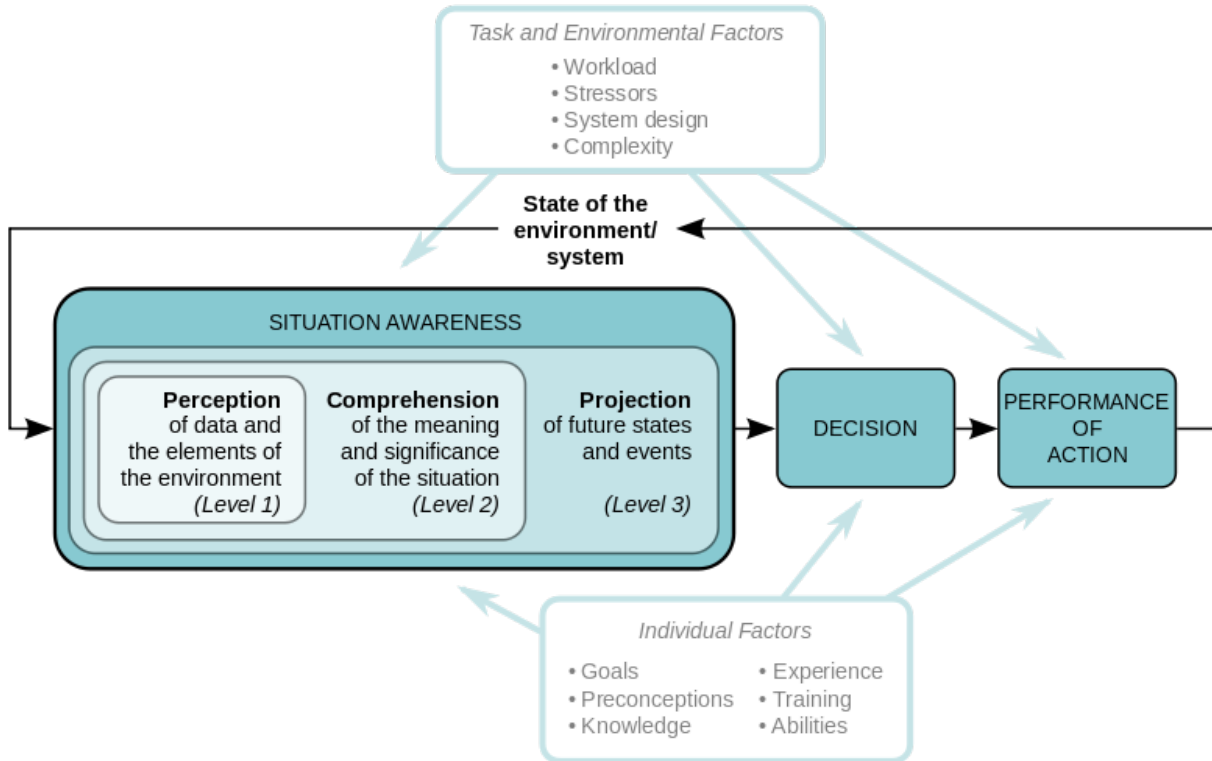 Task and Environmental Factors
• Workload
• Stressors
• System design
• Complexity
State of the
environment/
system
SITUATION AWARENESS
Perception
of data and
the elements of
the environment
(Level 1)
Comprehension
of the meaning
and significance
of the situation
(Level 2)
Projection
of future states
and events
(Level 3)
DECISION
PERFORMANCE
OF
ACTION
Individual Factors
• Goals
• Preconceptions
• Knowledge
• Experience
• Training
• Abilities